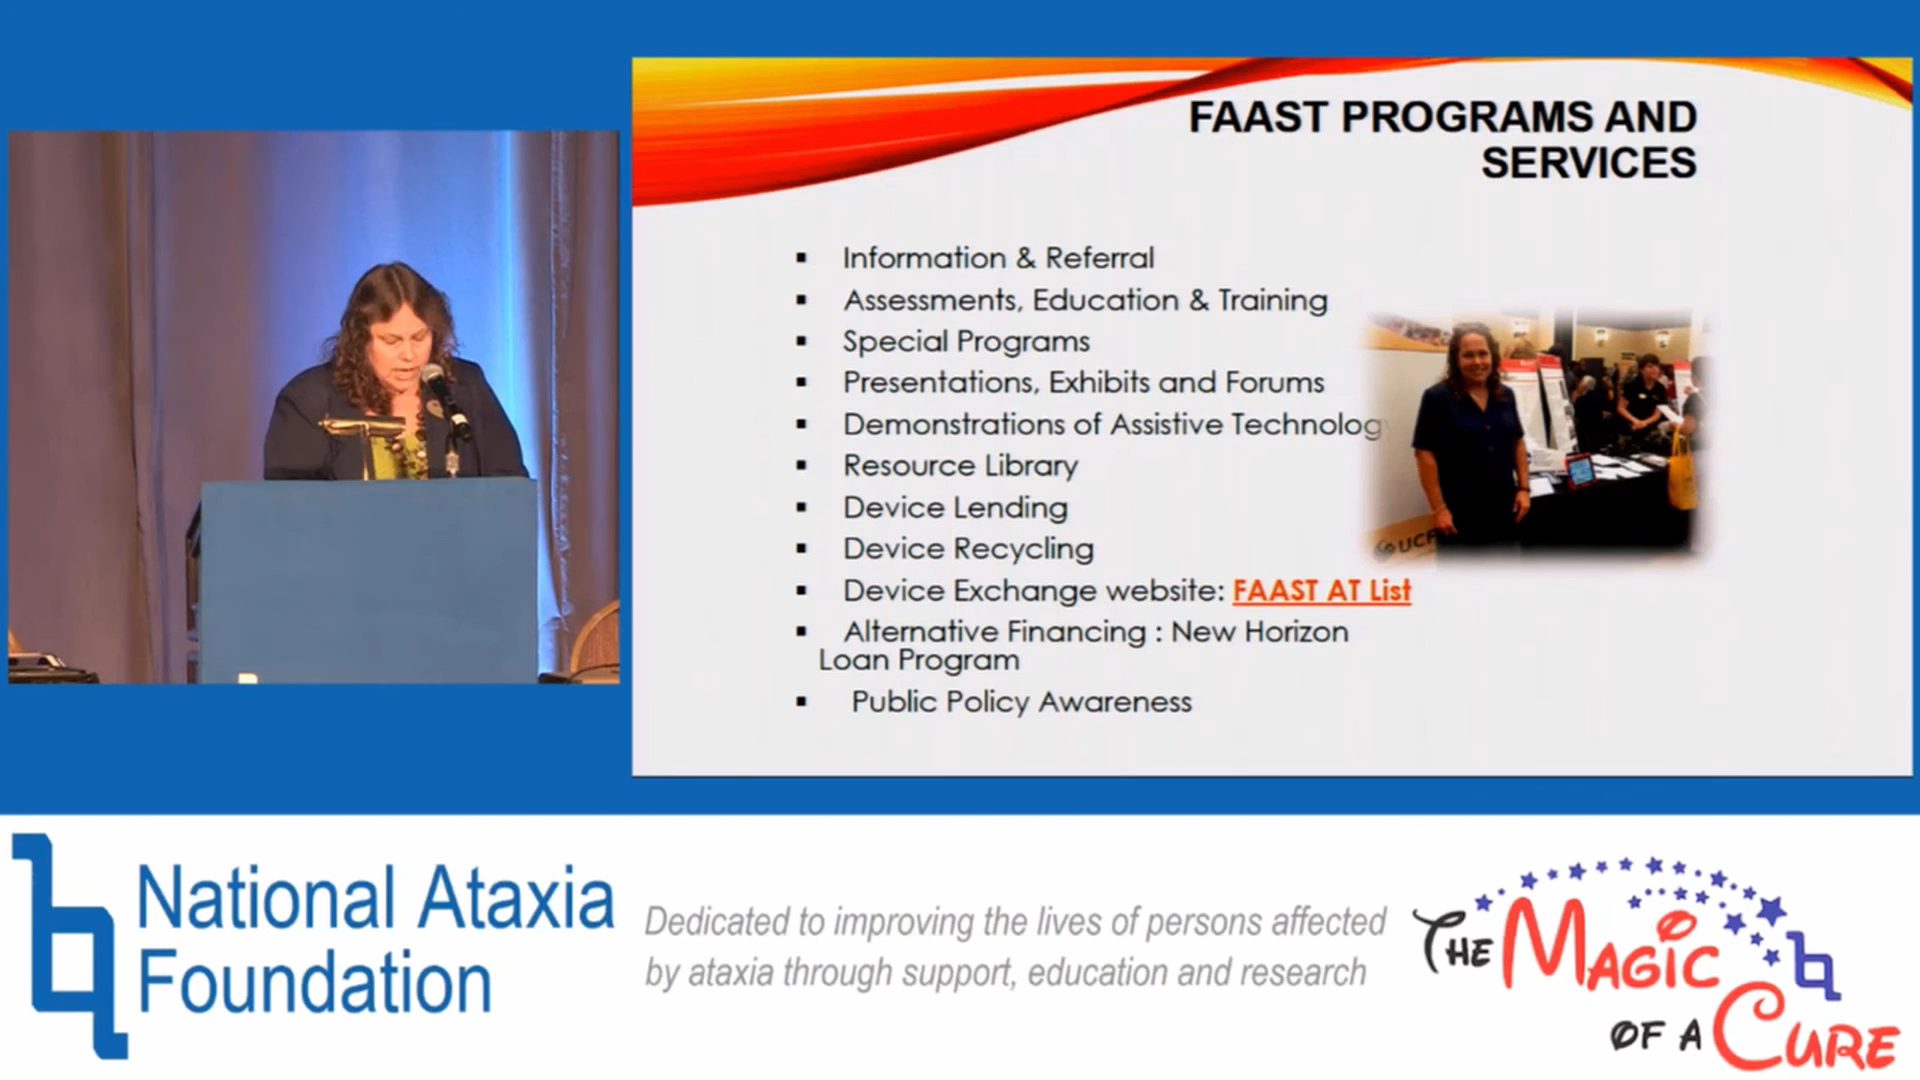 FAAST PROGRAMS AND
SERVICES
▪ Information & Referral
▪ Assessments, Education & Training
▪ Special Programs
▪ Presentations, Exhibits and Forums
▪ Demonstrations of Assistive Technology
▪ Resource Library
▪ Device Lending
▪ Device Recycling
▪ Device Exchange website: FAAST AT List
▪ Alternative Financing : New Horizon
Loan Program
▪ Public Policy Awareness
UCF
National Ataxia
Foundation
Dedicated to improving the lives of persons affected
by ataxia through support, education and research
THE MAGIC
OF A CURE